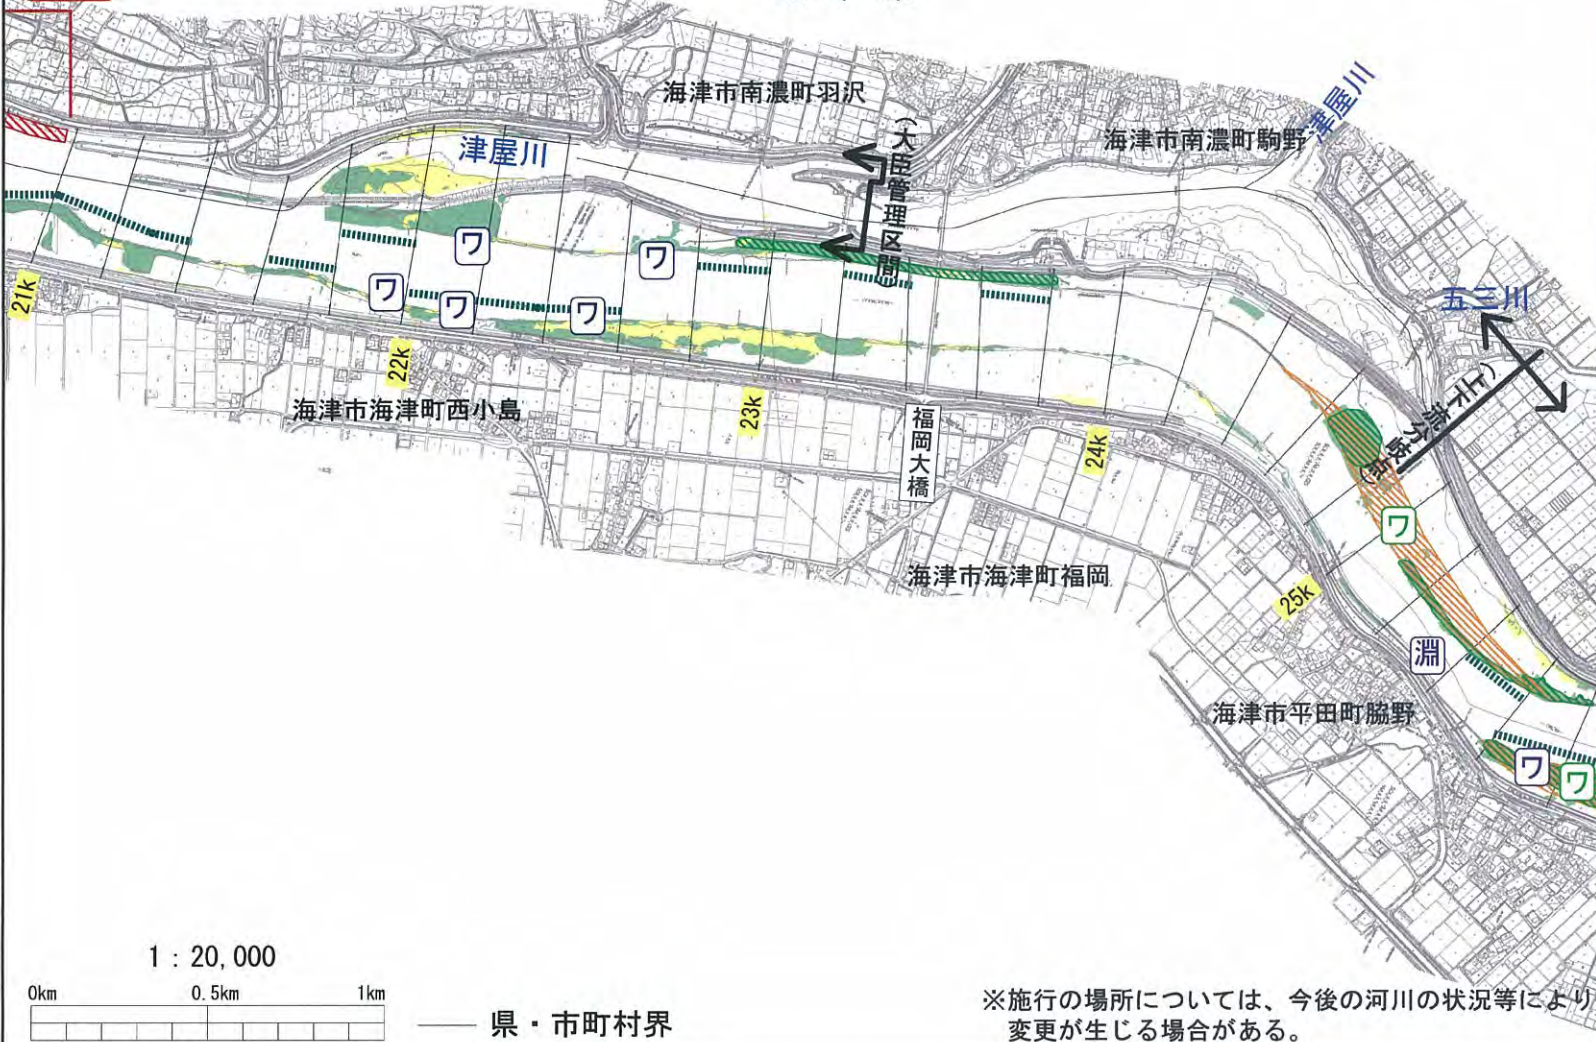 海津市南濃町羽沢
津屋川
海津市南濃町駒野
津屋川
(大臣管理区間)
五三川
(上下流分岐点)
ワ
ワ
ワ
ワ
ワ
21k
22k
23k
24k
25k
海津市海津町西小島
福岡大橋
海津市海津町福岡
ワ
淵
海津市平田町脇野
ワ
ワ
1：20,000
0km 0.5km 1km
県・市町村界
※施行の場所については、今後の河川の状況等により
変更が生じる場合がある。